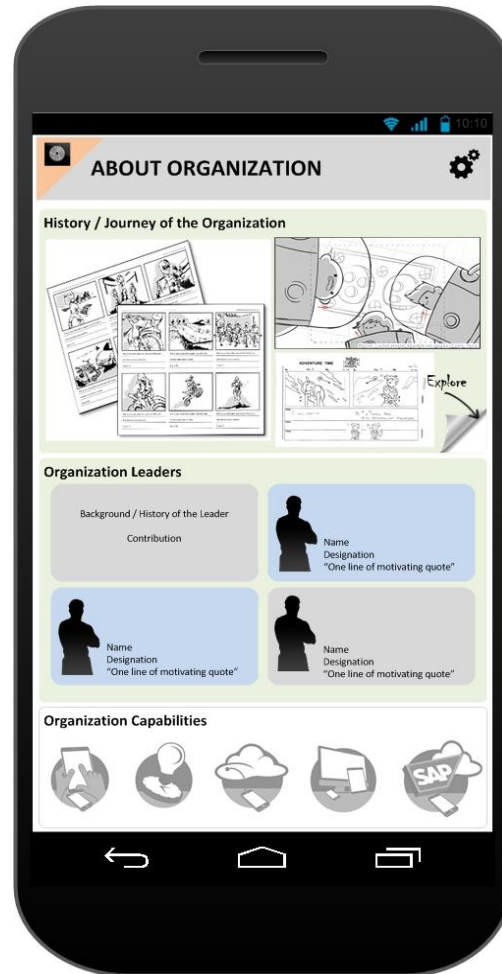 10:10
ABOUT ORGANIZATION
History / Journey of the Organization
ADVENTURE TIME
Explore
Organization Leaders
Background / History of the Leader
Contribution
Name
Designation
“One line of motivating quote”
Name
Designation
“One line of motivating quote”
Name
Designation
“One line of motivating quote”
Organization Capabilities
SAP